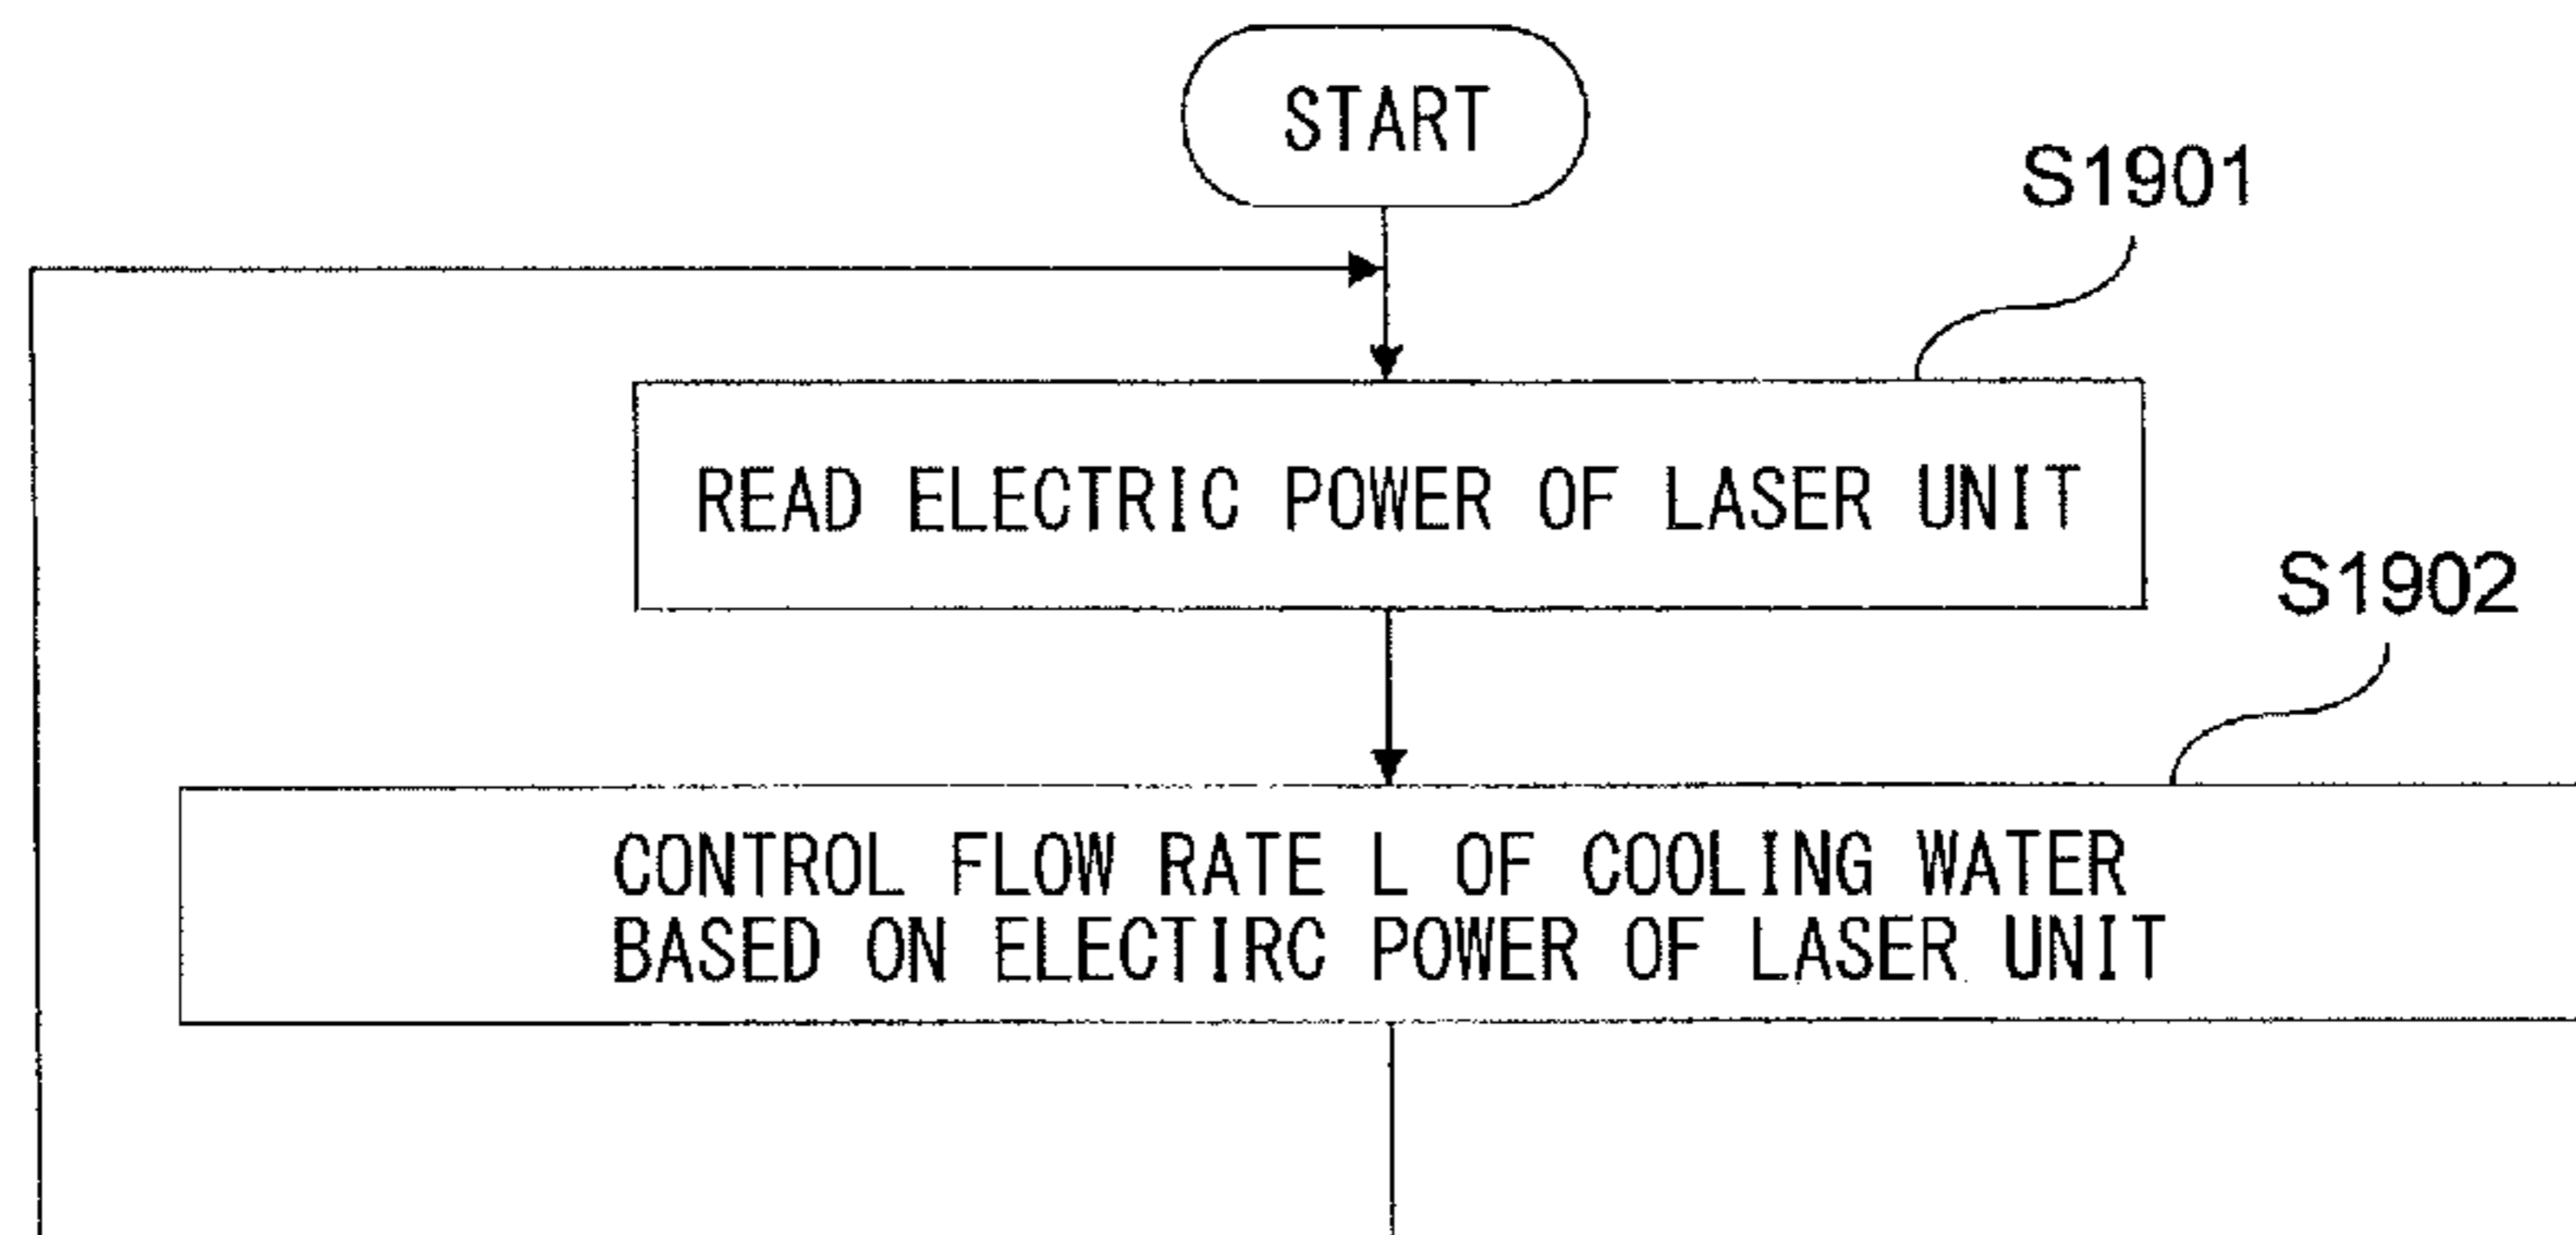 START
S1901
READ ELECTRIC POWER OF LASER UNIT
S1902
CONTROL FLOW RATE L OF COOLING WATER
BASED ON ELECTIRC POWER OF LASER UNIT